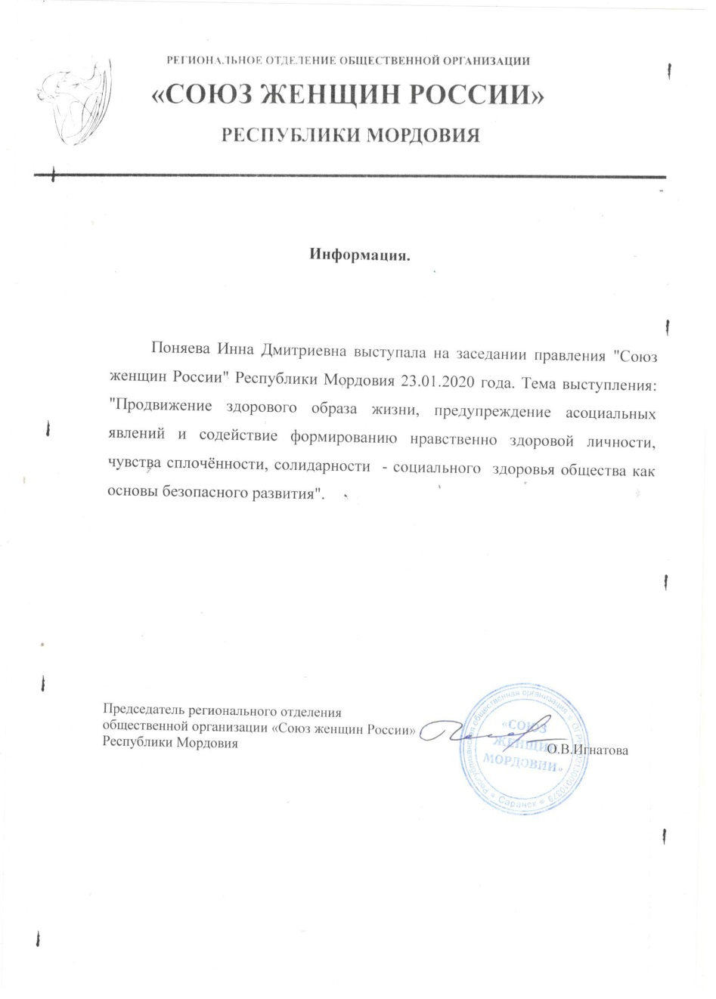 РЕГИОНАЛЬНОЕ ОТДЕЛЕНИЕ ОБЩЕСТВЕННОЙ ОРГАНИЗАЦИИ
«СОЮЗ ЖЕНЩИН РОССИИ»
РЕСПУБЛИКИ МОРДОВИЯ
Информация.
Поняева Инна Дмитриевна выступала на заседании правления "Союз
женщин России" Республики Мордовия 23.01.2020 года. Тема выступления:
"Продвижение здорового образа жизни, предупреждение асоциальных
явлений и содействие формированию нравственно здоровой личности,
чувства сплочённости, солидарности - социального здоровья общества как
основы безопасного развития".
Председатель регионального отделения
общественной организации «Союз женщин России»
Республики Мордовия
О.В.Игнатова
«СОЮЗ
ЖЕНЩИН
МОРДОВИИ»
Республиканская общественная организация
Саранск